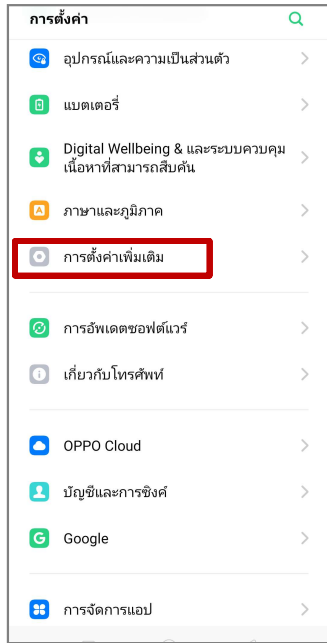 การตั้งค่า
อุปกรณ์และความเป็นส่วนตัว
แบตเตอรี่
Digital Wellbeing & และระบบควบคุม
เนื้อหาที่สามารถสืบค้น
ภาษาและภูมิภาค
การตั้งค่าเพิ่มเติม
การอัพเดตซอฟต์แวร์
เกี่ยวกับโทรศัพท์
OPPO Cloud
บัญชีและการซิงค์
Google
การจัดการแอป